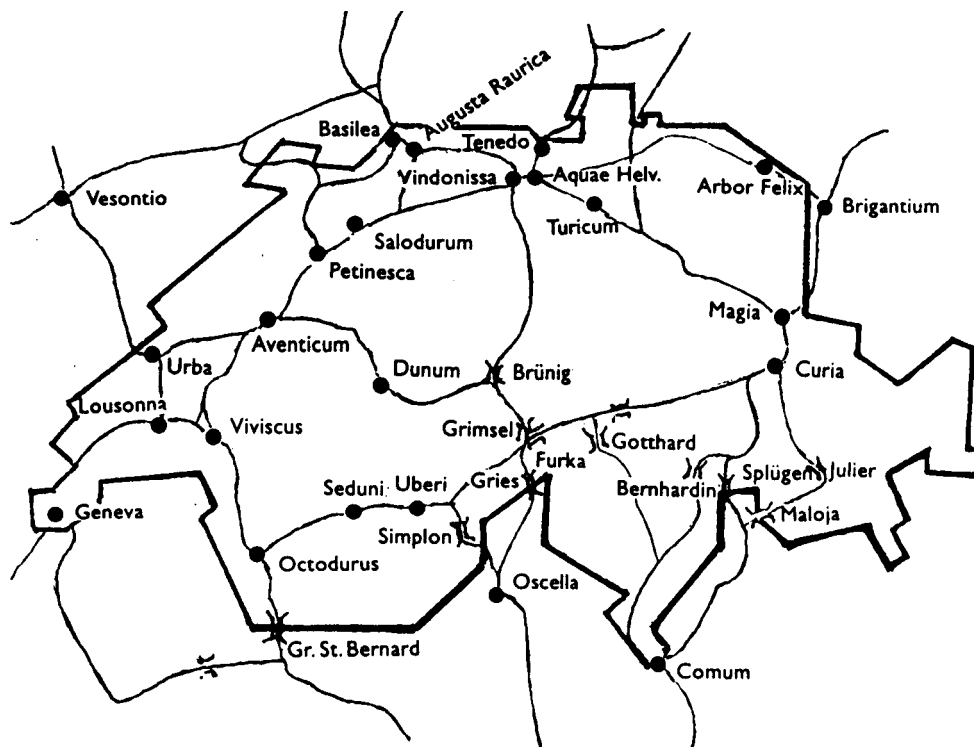 Augusta Raurica
Basilea
Tenedo
Vindonissa
Aquae Helv.
Arbor Felix
Vesontio
Brigantium
Turicum
Salodurum
Petinesca
Magia
Aventicum
Urba
Dunum
Brünig
Curia
Lousonna
Viviscus
Grimsel
Gotthard
Furka
Gries
Splügen
Julier
Bernhardin
Seduni
Uberi
Geneva
Simplon
Maloja
Octodurus
Oscella
Gr. St. Bernard
Comum